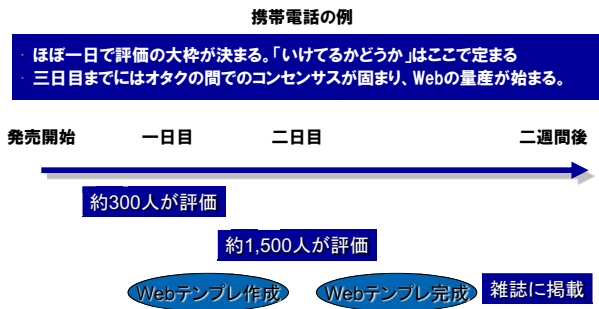 携帯電話の例
· ほぼ一日で評価の大枠が決まる。「いけてるかどうか」はここで定まる
· 三日目までにはオタクの間でのコンセンサスが固まり、Webの量産が始まる。
発売開始 一日目 二日目 二週間後
約300人が評価
約1,500人が評価
Webテンプレ作成 Webテンプレ完成 雑誌に掲載